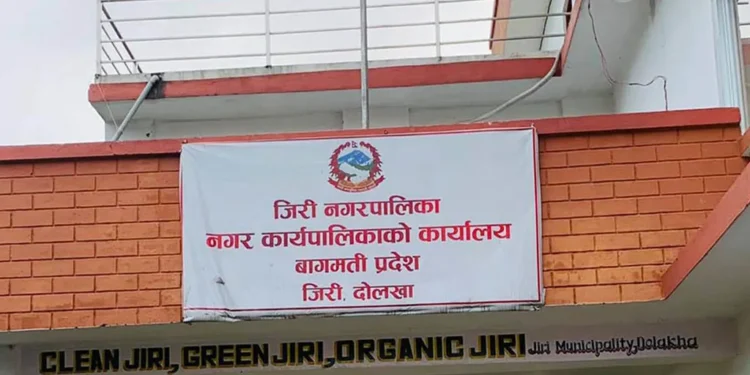 जिरी नगरपालिका
नगर कार्यपालिकाको कार्यालय
बागमती प्रदेश
जिरी, दोलखा
CLEAN JIRI, GREEN JIRI, ORGANIC JIRI Jiri Municipality, Dolakha